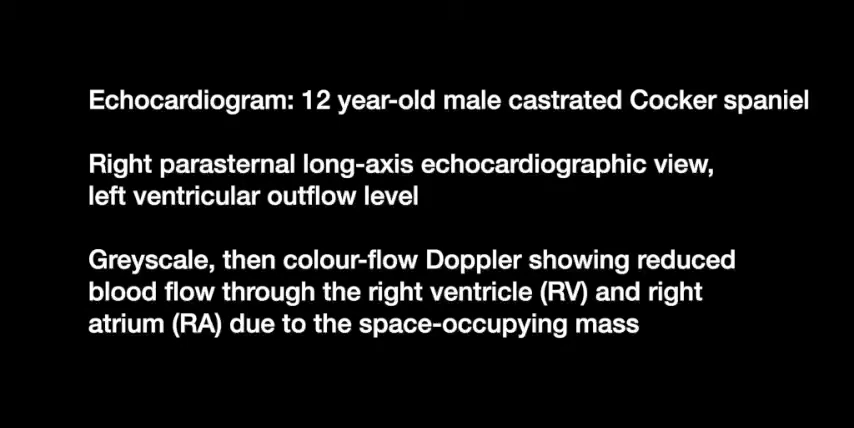 Echocardiogram: 12 year-old male castrated Cocker spaniel
Right parasternal long-axis echocardiographic view,
left ventricular outflow level
Greyscale, then colour-flow Doppler showing reduced
blood flow through the right ventricle (RV) and right
atrium (RA) due to the space-occupying mass